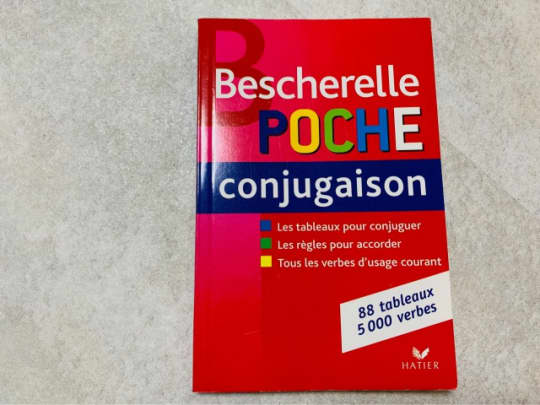 B
Bescherelle
POCHE
conjugaison
Les tableaux pour conjuguer
Les règles pour accorder
Tous les verbes d'usage courant
88 tableaux
5 000 verbes
HATIER